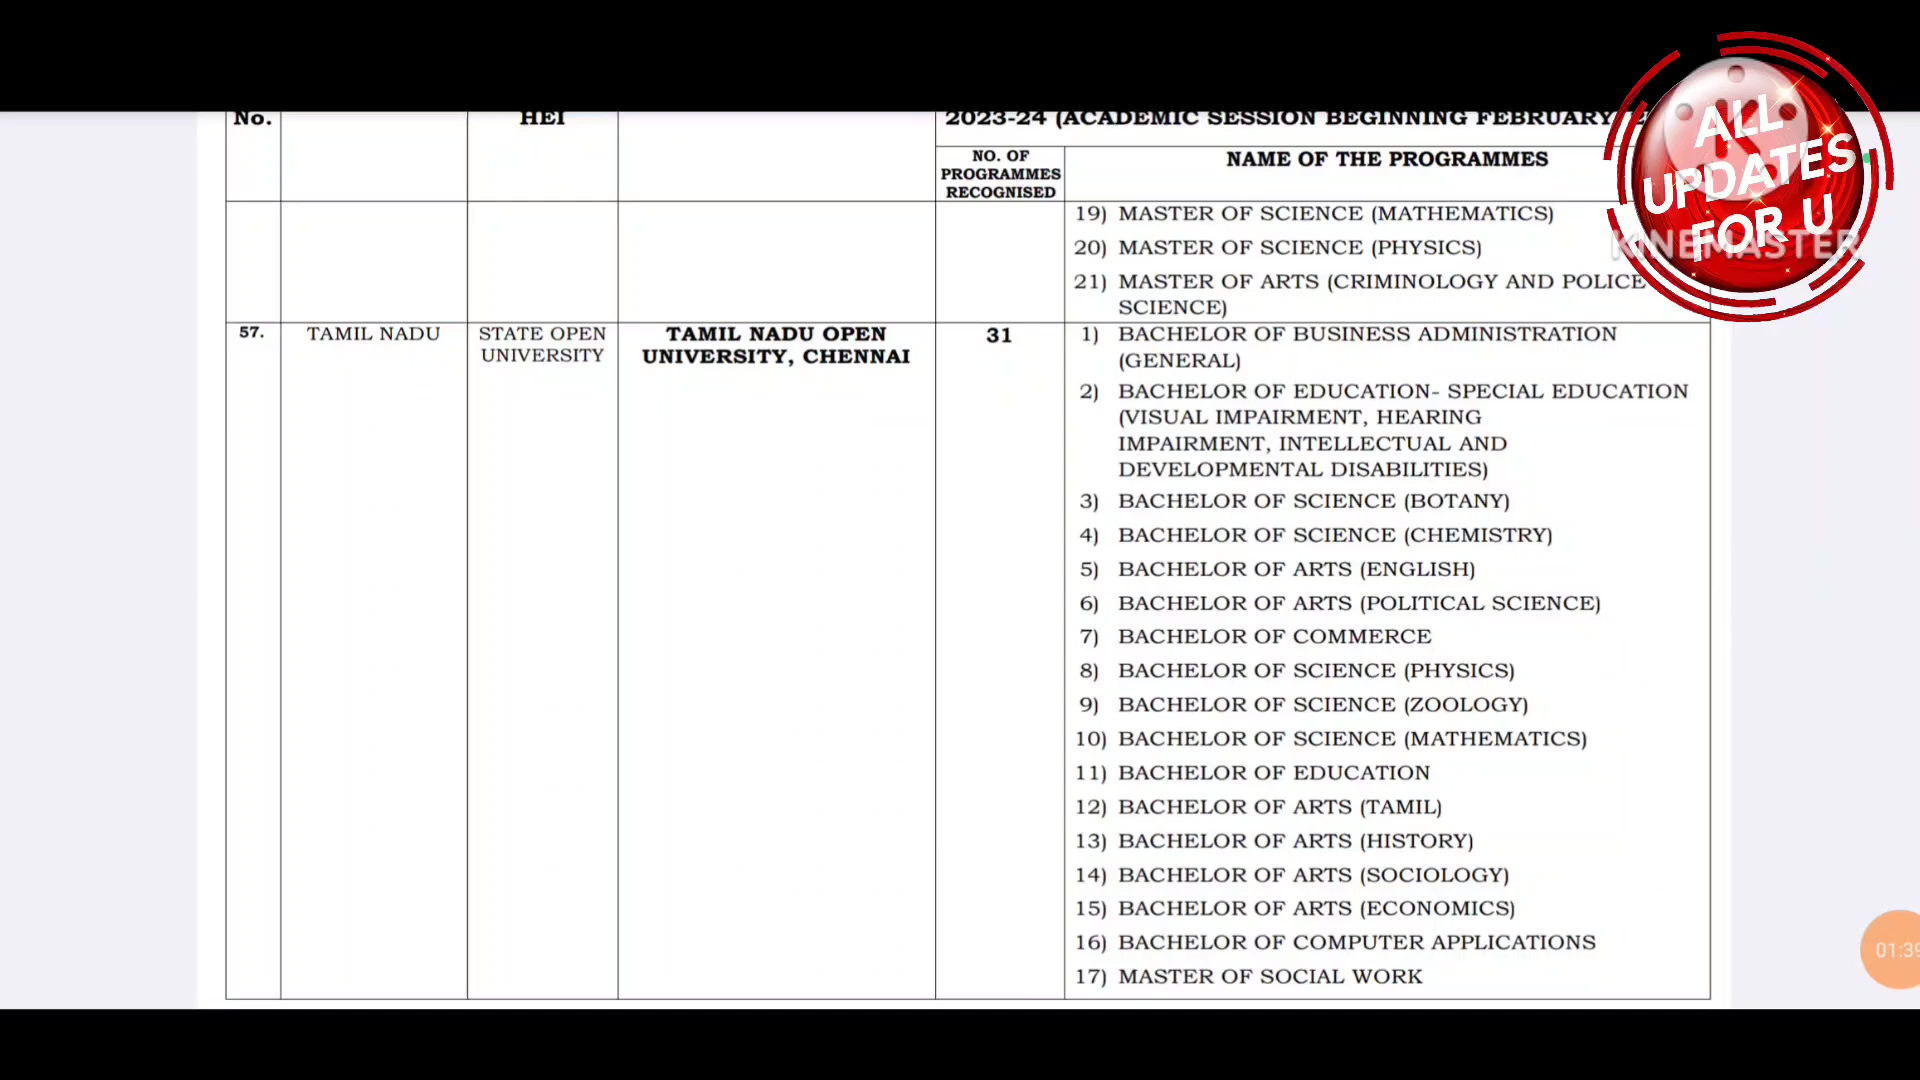 No.
HEI
2023-24 (ACADEMIC SESSION BEGINNING FEBRUARY,
NO. OF
PROGRAMMES
RECOGNISED
NAME OF THE PROGRAMMES
19) MASTER OF SCIENCE (MATHEMATICS)
20) MASTER OF SCIENCE (PHYSICS)
21) MASTER OF ARTS (CRIMINOLOGY AND POLICE
SCIENCE)
57.
TAMIL NADU
STATE OPEN
UNIVERSITY
TAMIL NADU OPEN
UNIVERSITY, CHENNAI
31
1) BACHELOR OF BUSINESS ADMINISTRATION
(GENERAL)
2) BACHELOR OF EDUCATION- SPECIAL EDUCATION
(VISUAL IMPAIRMENT, HEARING
IMPAIRMENT, INTELLECTUAL AND
DEVELOPMENTAL DISABILITIES)
3) BACHELOR OF SCIENCE (BOTANY)
4) BACHELOR OF SCIENCE (CHEMISTRY)
5) BACHELOR OF ARTS (ENGLISH)
6) BACHELOR OF ARTS (POLITICAL SCIENCE)
7) BACHELOR OF COMMERCE
8) BACHELOR OF SCIENCE (PHYSICS)
9) BACHELOR OF SCIENCE (ZOOLOGY)
10) BACHELOR OF SCIENCE (MATHEMATICS)
11) BACHELOR OF EDUCATION
12) BACHELOR OF ARTS (TAMIL)
13) BACHELOR OF ARTS (HISTORY)
14) BACHELOR OF ARTS (SOCIOLOGY)
15) BACHELOR OF ARTS (ECONOMICS)
16) BACHELOR OF COMPUTER APPLICATIONS
17) MASTER OF SOCIAL WORK
ALL
UPDATES
FOR U
KINEMASTER
01:39